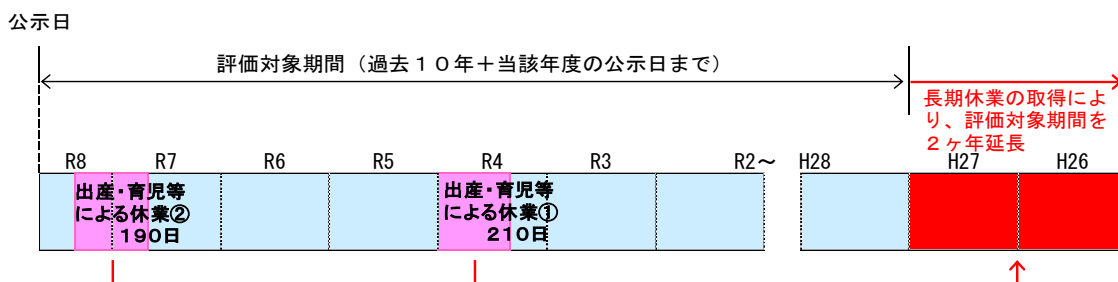 公示日
評価対象期間（過去１０年＋当該年度の公示日まで）
長期休業の取得によ
り、評価対象期間を
２ヶ年延長
R8 R7 R6 R5 R4 R3 R2～ H28 H27 H26
出産・育児等
による休業②
190日
出産・育児等
による休業①
210日